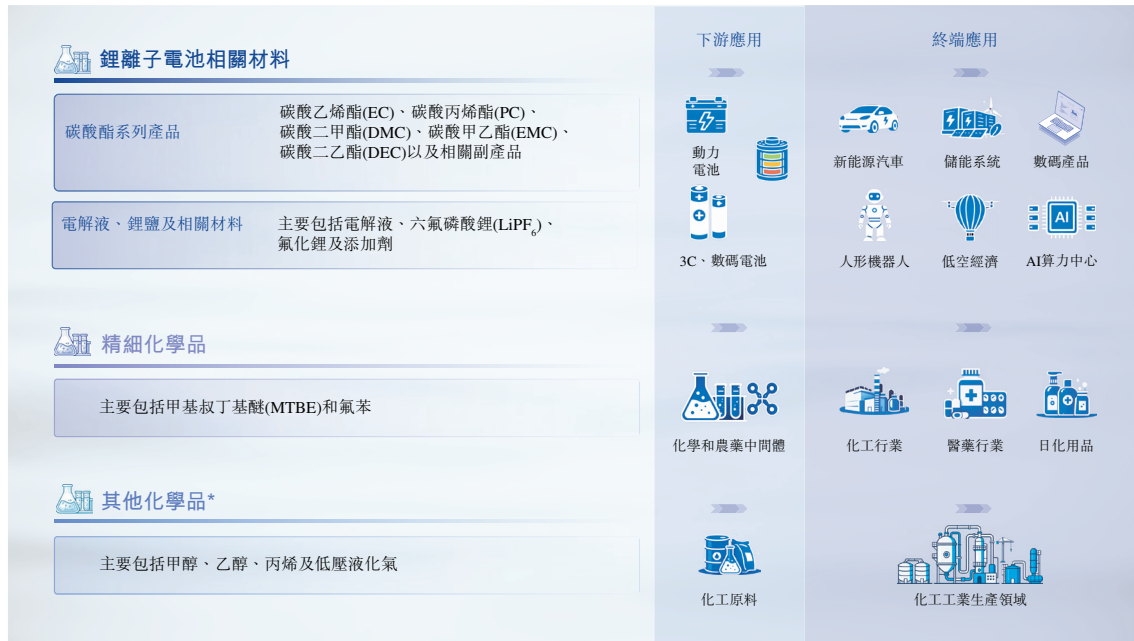 鋰離子電池相關材料
碳酸酯系列產品
碳酸乙烯酯(EC)、碳酸丙烯酯(PC)、
碳酸二甲酯(DMC)、碳酸甲乙酯(EMC)、
碳酸二乙酯(DEC)以及相關副產品
電解液、鋰鹽及相關材料
主要包括電解液、六氟磷酸鋰(LiPF₆)、
氟化鋰及添加劑
下游應用
終端應用
動力
電池
3C、數碼電池
新能源汽車
儲能系統
數碼產品
AI
人形機器人
低空經濟
AI算力中心
精細化學品
主要包括甲基叔丁基醚(MTBE)和氟苯
化學和農藥中間體
化工行業
醫藥行業
日化用品
其他化學品*
主要包括甲醇、乙醇、丙烯及低壓液化氣
化工原料
化工工業生產領域